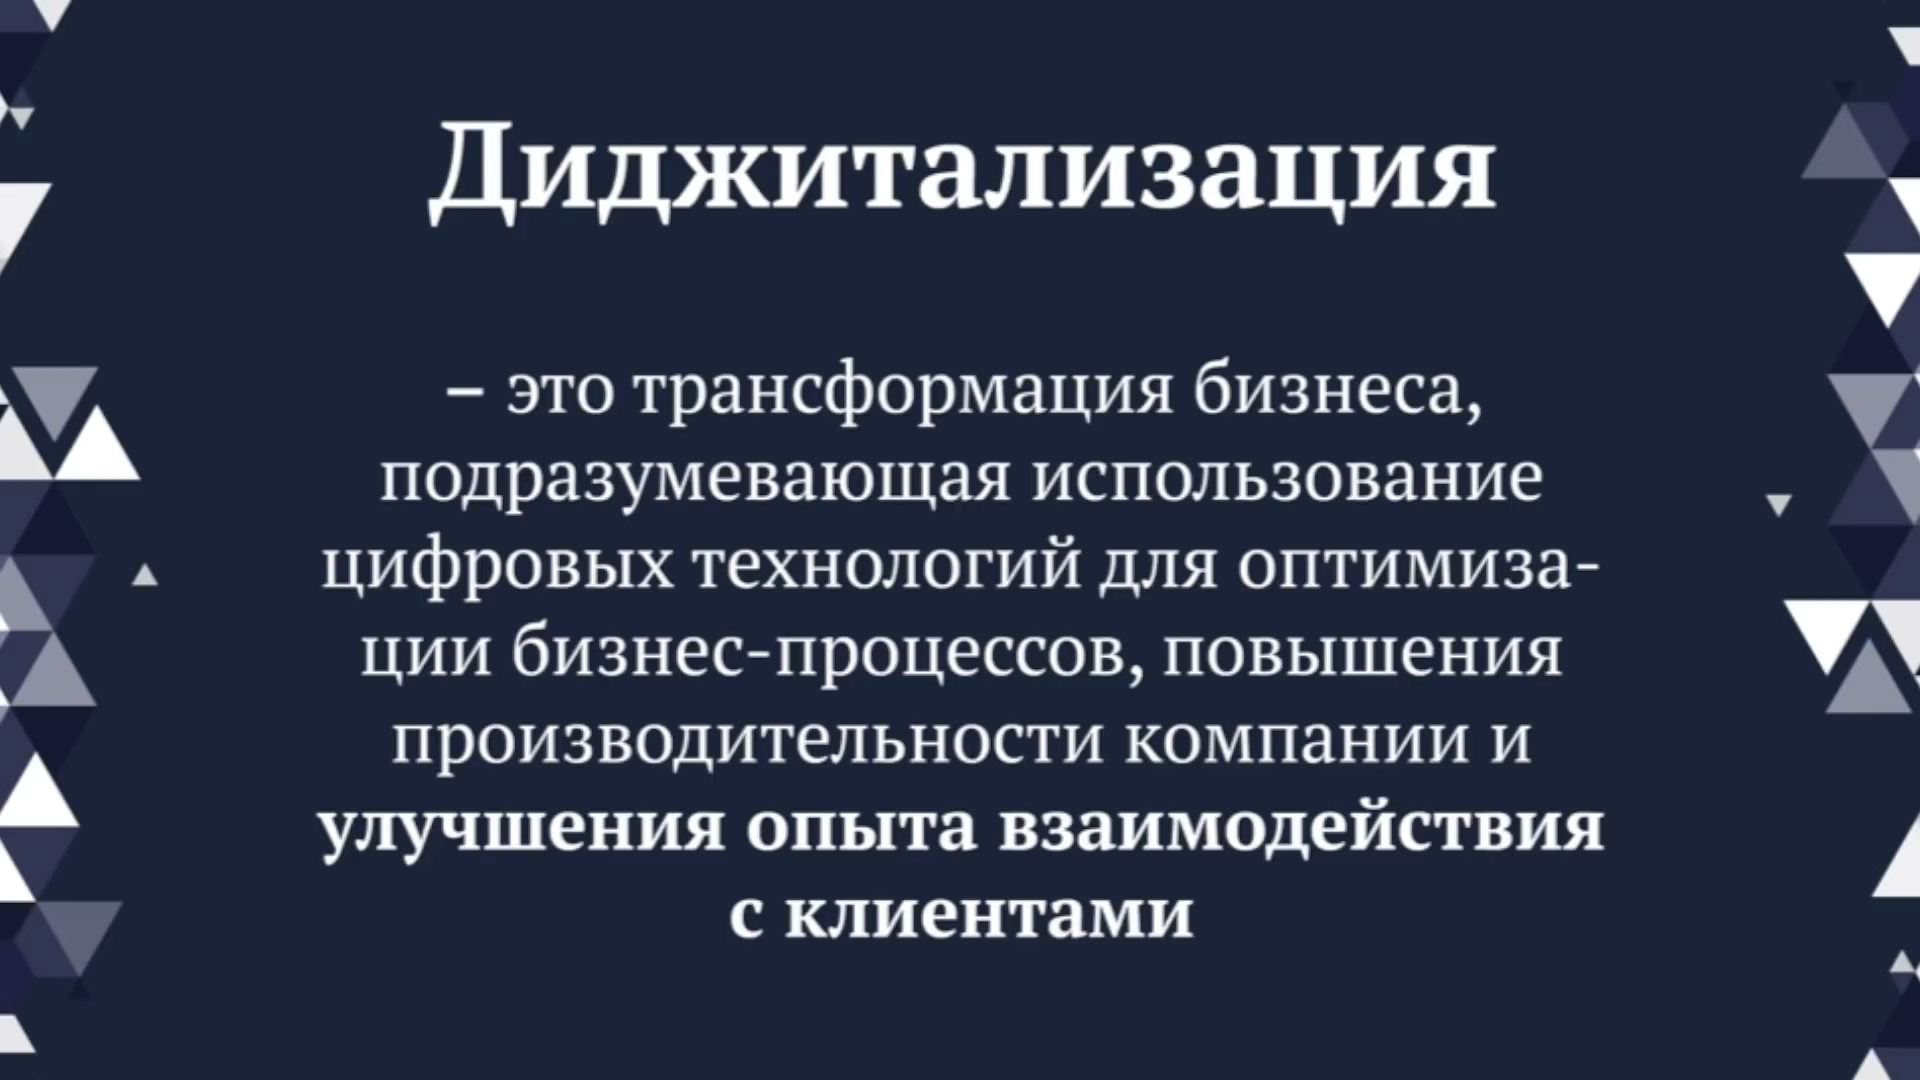 Диджитализация
– это трансформация бизнеса,
подразумевающая использование
цифровых технологий для оптимиза-
ции бизнес-процессов, повышения
производительности компании и
улучшения опыта взаимодействия
с клиентами